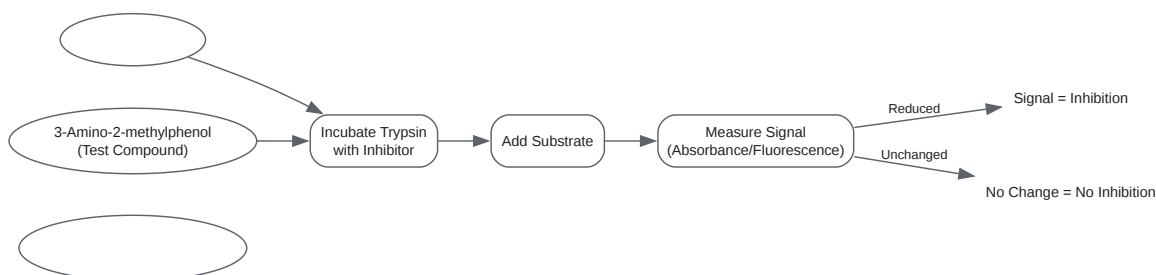 3-Amino-2-methylphenol
(Test Compound)
Incubate Trypsin
with Inhibitor
Add Substrate
Measure Signal
(Absorbance/Fluorescence)
Reduced
Signal = Inhibition
Unchanged
No Change = No Inhibition